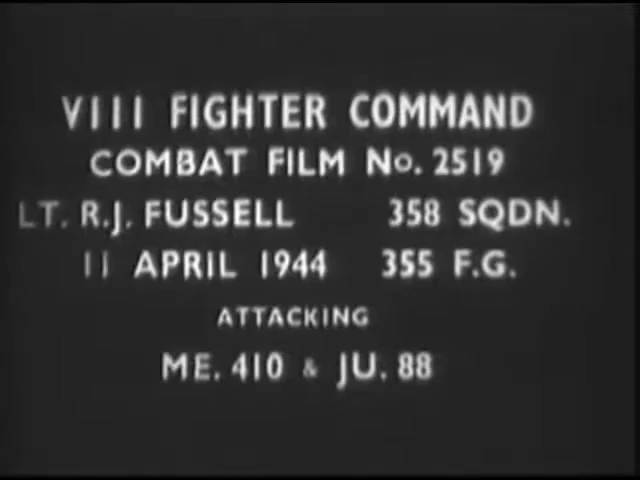 VIII FIGHTER COMMAND
COMBAT FILM No. 2519
LT. R.J. FUSSELL 358 SQDN.
11 APRIL 1944 355 F.G.
ATTACKING
ME. 410 & JU. 88